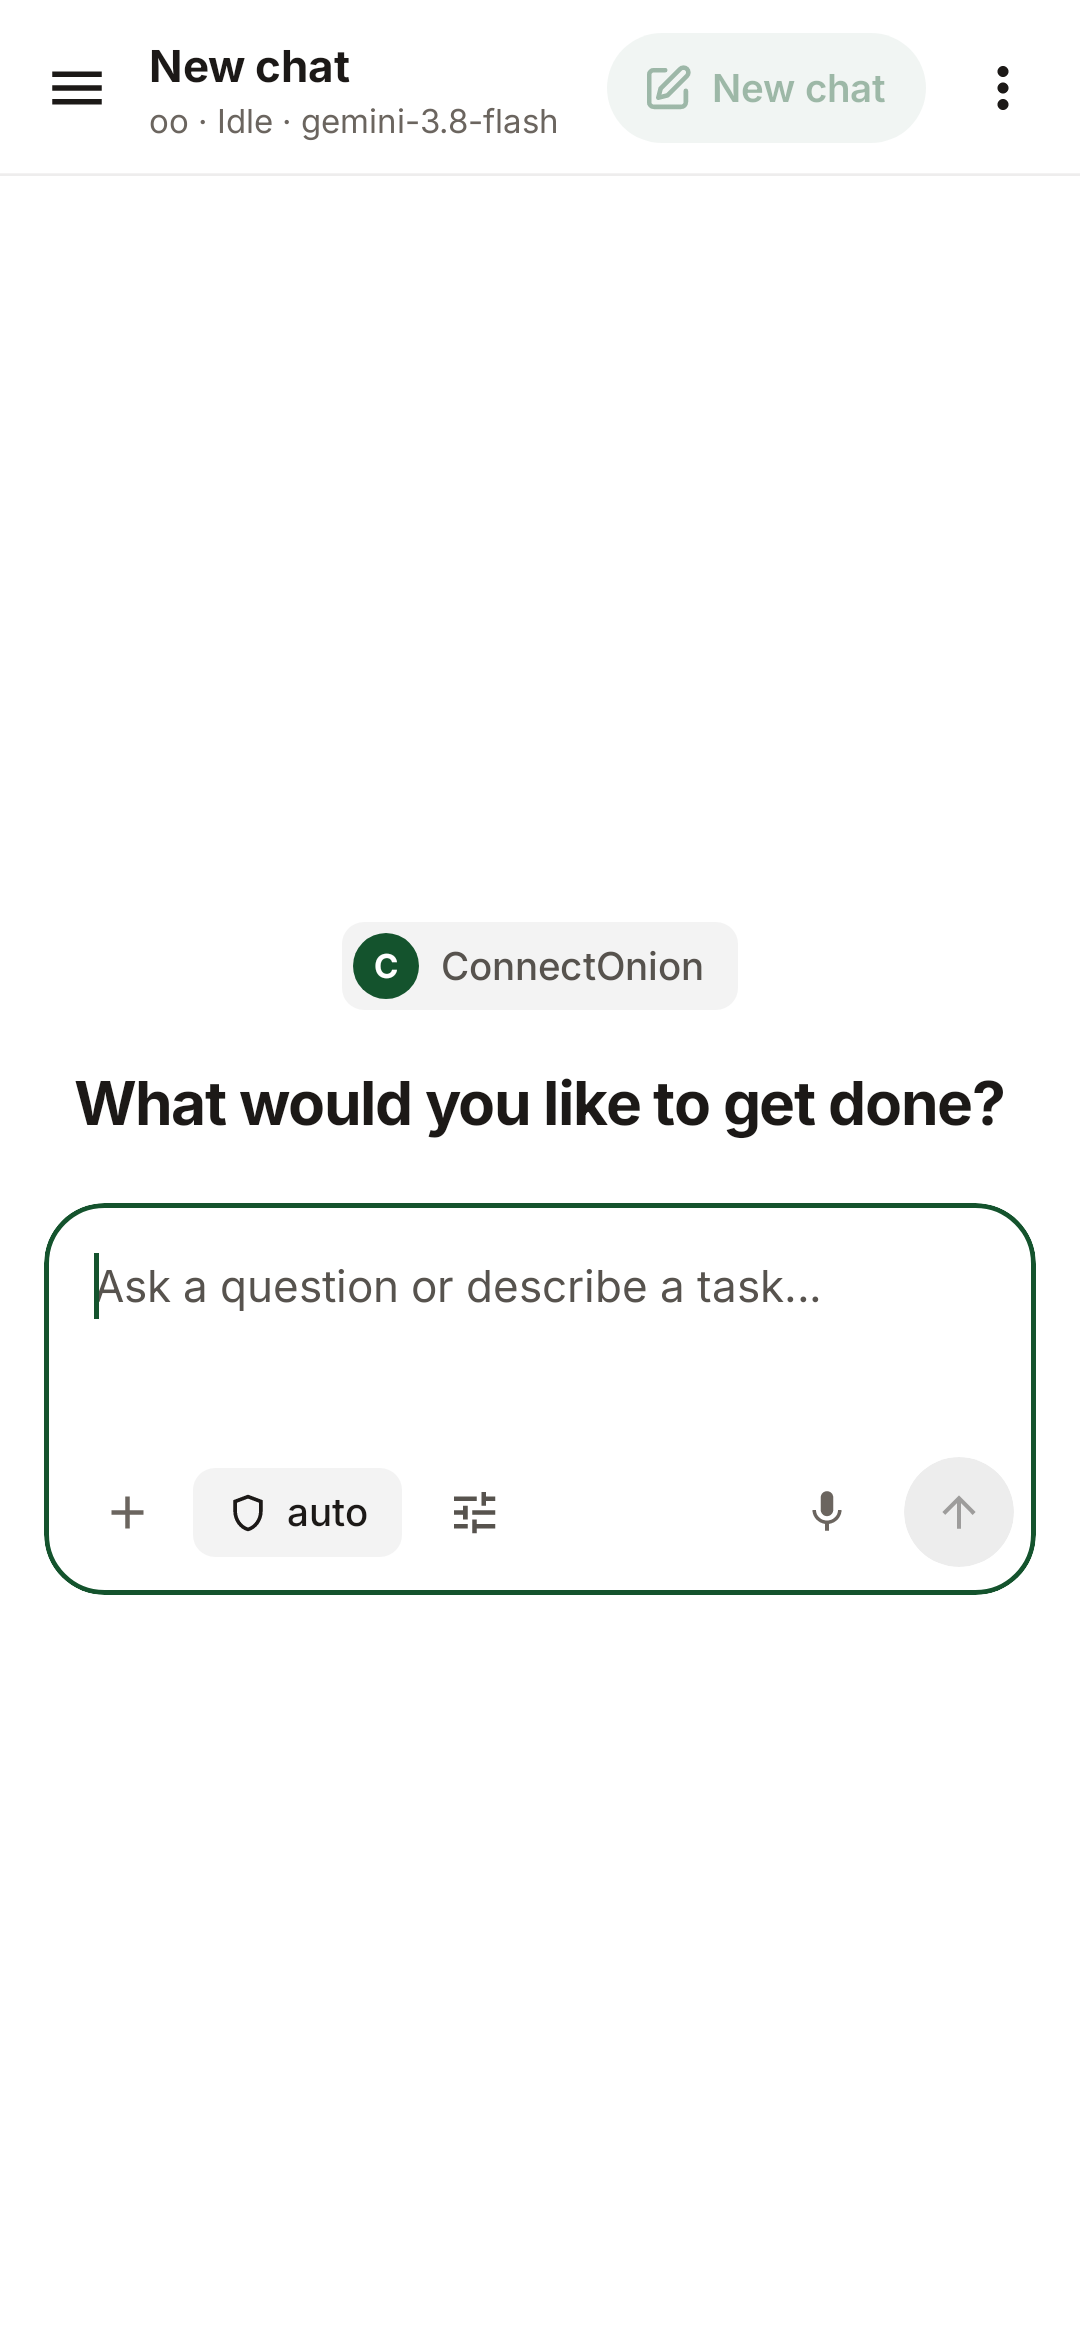 New chat
oo · Idle · gemini-3.8-flash
New chat
C ConnectOnion
What would you like to get done?
Ask a question or describe a task...
auto